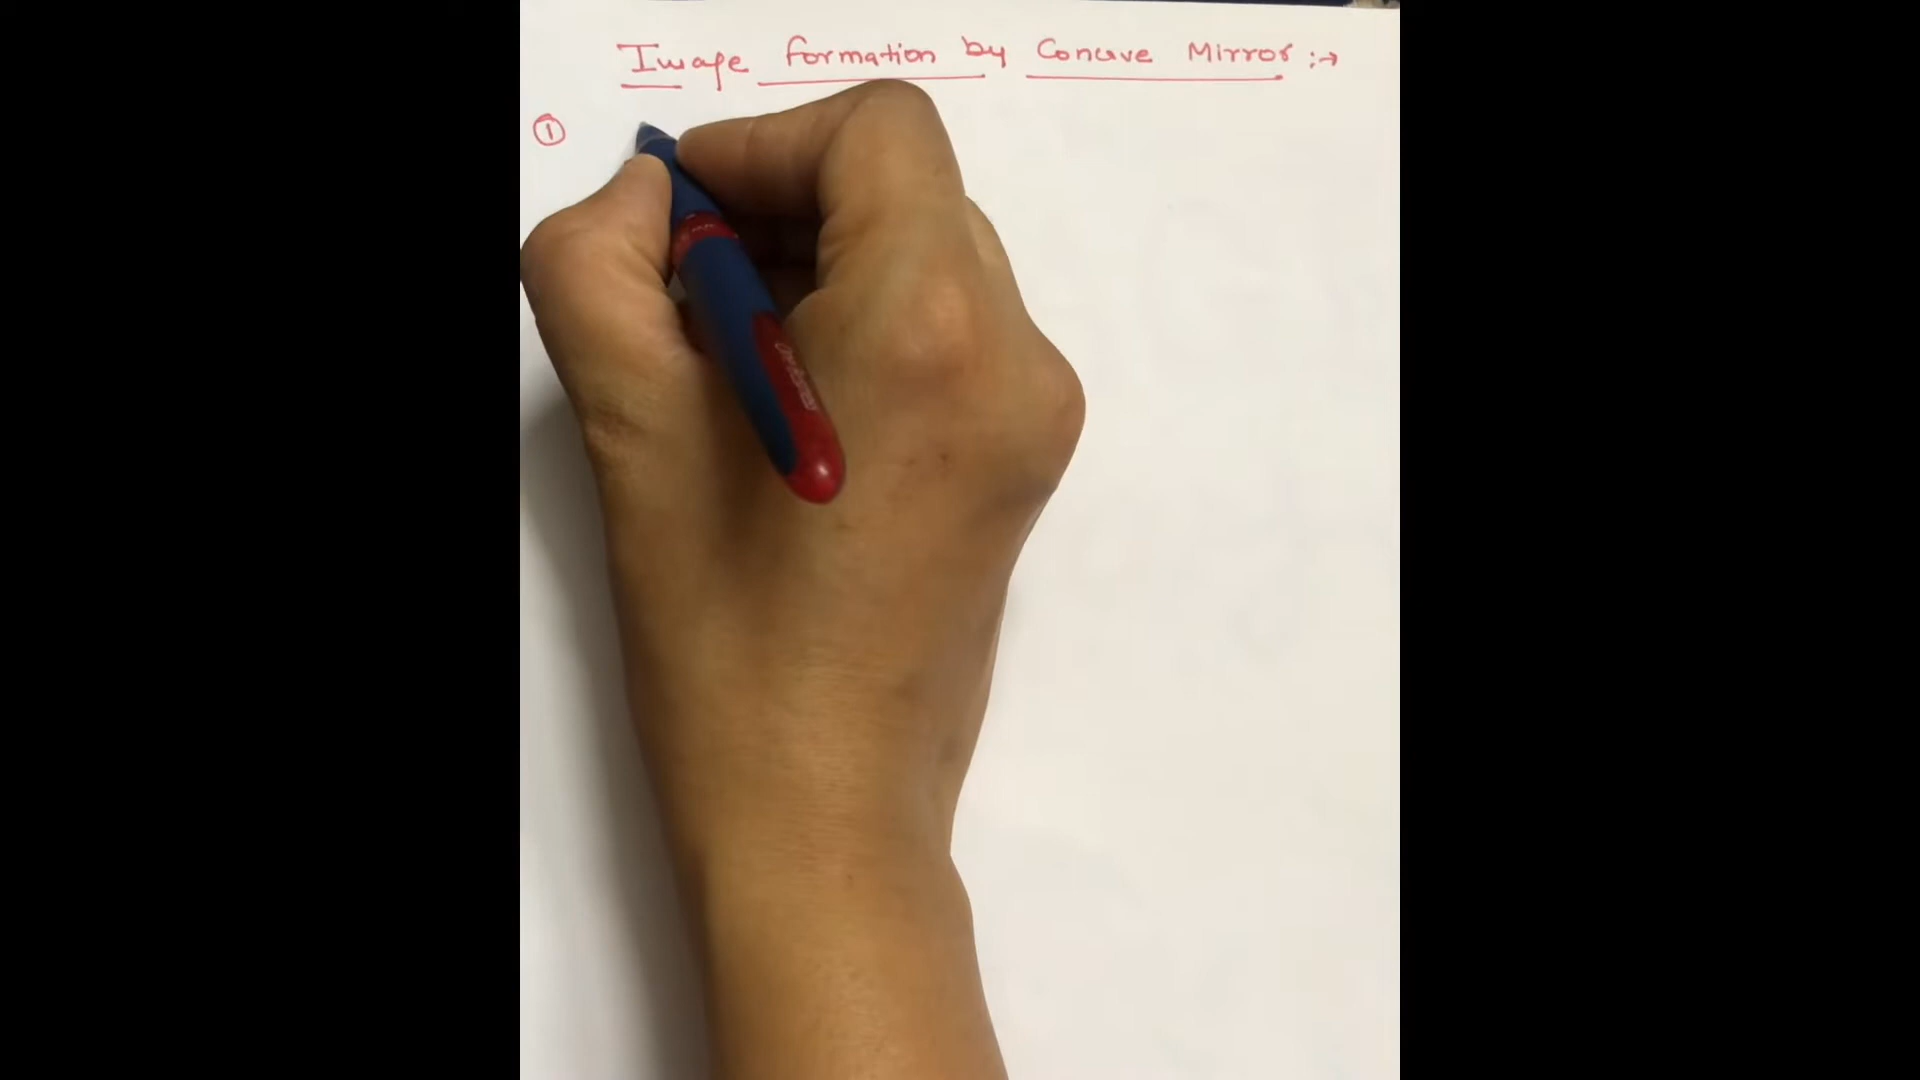 Image formation by Concave Mirror :→
①